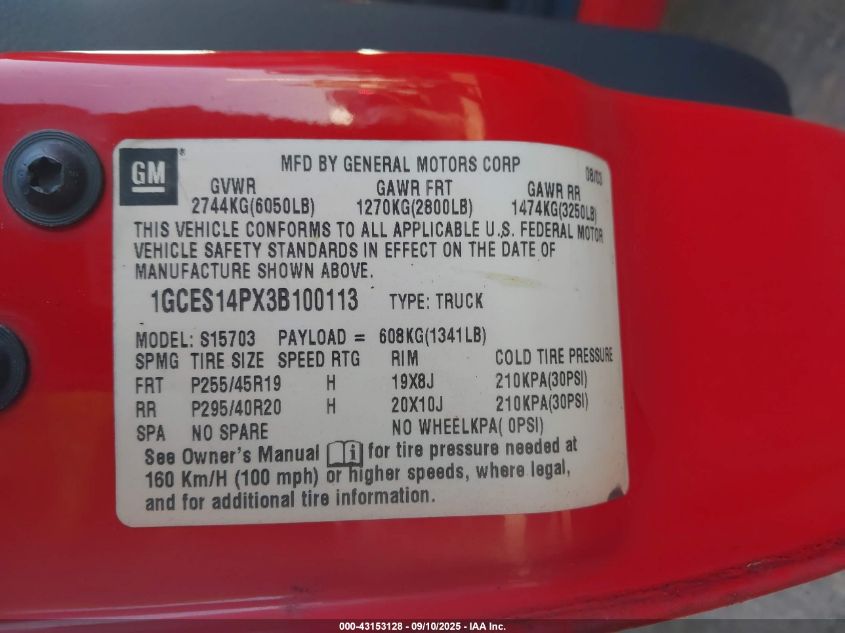 GM
®
MFD BY GENERAL MOTORS CORP
08/03
GVWR GAWR FRT GAWR RR
2744KG(6050LB) 1270KG(2800LB) 1474KG(3250LB)
THIS VEHICLE CONFORMS TO ALL APPLICABLE U.S. FEDERAL MOTOR
VEHICLE SAFETY STANDARDS IN EFFECT ON THE DATE OF
MANUFACTURE SHOWN ABOVE.
1GCES14PX3B100113 TYPE: TRUCK
MODEL: S15703 PAYLOAD = 608KG(1341LB)
SPMG TIRE SIZE SPEED RTG RIM COLD TIRE PRESSURE
FRT P255/45R19 H 19X8J 210KPA(30PSI)
RR P295/40R20 H 20X10J 210KPA(30PSI)
SPA NO SPARE NO WHEELKPA( 0PSI)
See Owner's Manual for tire pressure needed at
160 Km/H (100 mph) or higher speeds, where legal,
and for additional tire information.
000-43153128 - 09/10/2025 - IAA Inc.